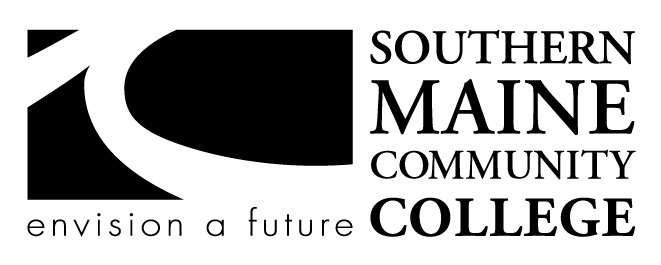 SOUTHERN
MAINE
COMMUNITY
COLLEGE
envision a future